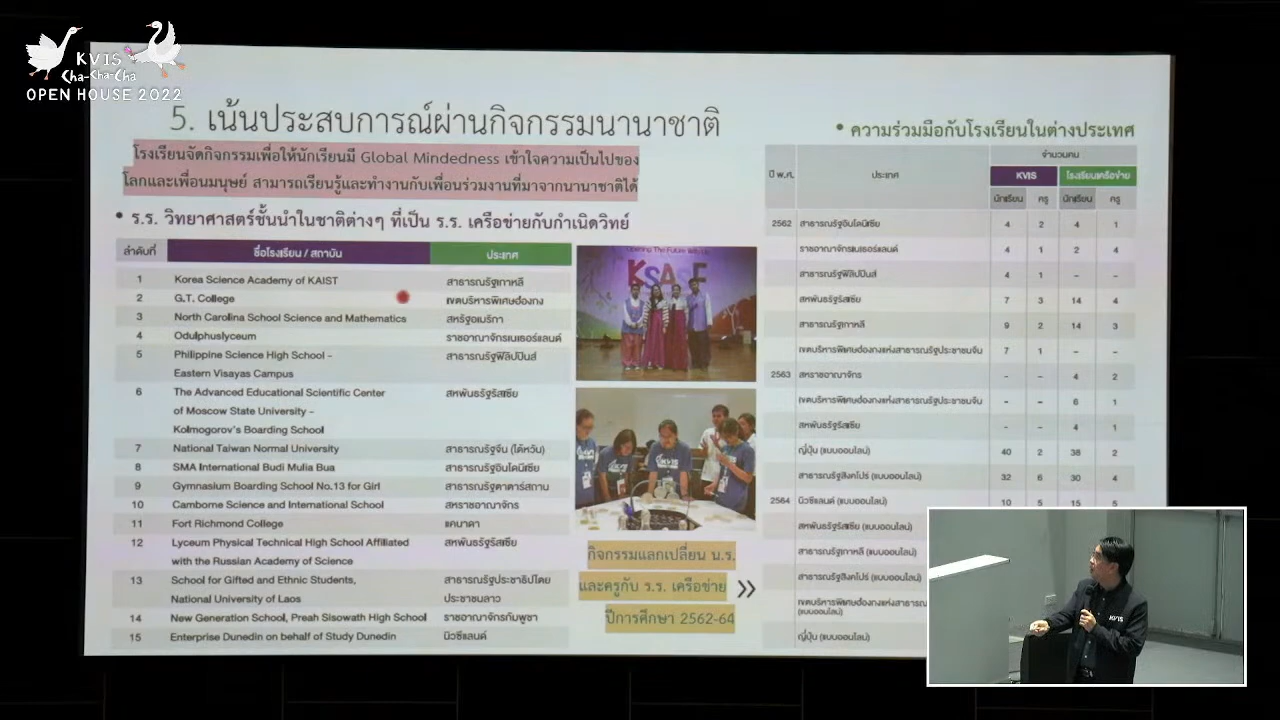 KVIS
Cha-Cha-Cha
OPEN HOUSE 2022
5. เน้นประสบการณ์ผ่านกิจกรรมนานาชาติ
โรงเรียนจัดกิจกรรมเพื่อให้นักเรียนมี Global Mindedness เข้าใจความเป็นไปของ
โลกและเพื่อนมนุษย์ สามารถเรียนรู้และทำงานกับเพื่อนร่วมงานที่มาจากนานาชาติได้
• ร.ร. วิทยาศาสตร์ชั้นนำในชาติต่างๆ ที่เป็น ร.ร. เครือข่ายกับกำเนิดวิทย์
ลำดับที่ ชื่อโรงเรียน / สถาบัน ประเทศ
1 Korea Science Academy of KAIST สาธารณรัฐเกาหลี
2 G.T. College เขตบริหารพิเศษฮ่องกง
3 North Carolina School Science and Mathematics สหรัฐอเมริกา
4 Odulphuslyceum ราชอาณาจักรเนเธอร์แลนด์
5 Philippine Science High School – สาธารณรัฐฟิลิปปินส์
Eastern Visayas Campus
6 The Advanced Educational Scientific Center สหพันธรัฐรัสเซีย
of Moscow State University –
Kolmogorov's Boarding School
7 National Taiwan Normal University สาธารณรัฐจีน (ไต้หวัน)
8 SMA International Budi Mulia Bua สาธารณรัฐอินโดนีเซีย
9 Gymnasium Boarding School No.13 for Girl สาธารณรัฐตาตาร์สถาน
10 Camborne Science and International School สหราชอาณาจักร
11 Fort Richmond College แคนาดา
12 Lyceum Physical Technical High School Affiliated สหพันธรัฐรัสเซีย
with the Russian Academy of Science
13 School for Gifted and Ethnic Students, สาธารณรัฐประชาธิปไตย
National University of Laos ประชาชนลาว
14 New Generation School, Preah Sisowath High School ราชอาณาจักรกัมพูชา
15 Enterprise Dunedin on behalf of Study Dunedin นิวซีแลนด์
Opening The Future With Us
KSASF
KVIS
กิจกรรมแลกเปลี่ยน น.ร.
และครูกับ ร.ร. เครือข่าย »
ปีการศึกษา 2562-64
• ความร่วมมือกับโรงเรียนในต่างประเทศ
ปี พ.ศ. ประเทศ จำนวนคน
KVIS โรงเรียนเครือข่าย
นักเรียน ครู นักเรียน ครู
2562 สาธารณรัฐอินโดนีเซีย 4 2 4 1
ราชอาณาจักรเนเธอร์แลนด์ 4 1 2 4
สาธารณรัฐฟิลิปปินส์ 4 1 – –
สหพันธรัฐรัสเซีย 7 3 14 4
สาธารณรัฐเกาหลี 9 2 14 3
เขตบริหารพิเศษฮ่องกงแห่งสาธารณรัฐประชาชนจีน 7 1 – –
2563 สหราชอาณาจักร – – 4 2
เขตบริหารพิเศษฮ่องกงแห่งสาธารณรัฐประชาชนจีน – – 6 1
สหพันธรัฐรัสเซีย – – 4 1
ญี่ปุ่น (แบบออนไลน์) 40 2 38 2
สาธารณรัฐสิงคโปร์ (แบบออนไลน์) 32 6 30 4
2564 นิวซีแลนด์ (แบบออนไลน์) 10 5 15 5
สหพันธรัฐรัสเซีย (แบบออนไลน์)
สาธารณรัฐเกาหลี (แบบออนไลน์)
สาธารณรัฐสิงคโปร์ (แบบออนไลน์)
เขตบริหารพิเศษฮ่องกงแห่งสาธารณ
(แบบออนไลน์)
ญี่ปุ่น (แบบออนไลน์)
KVIS